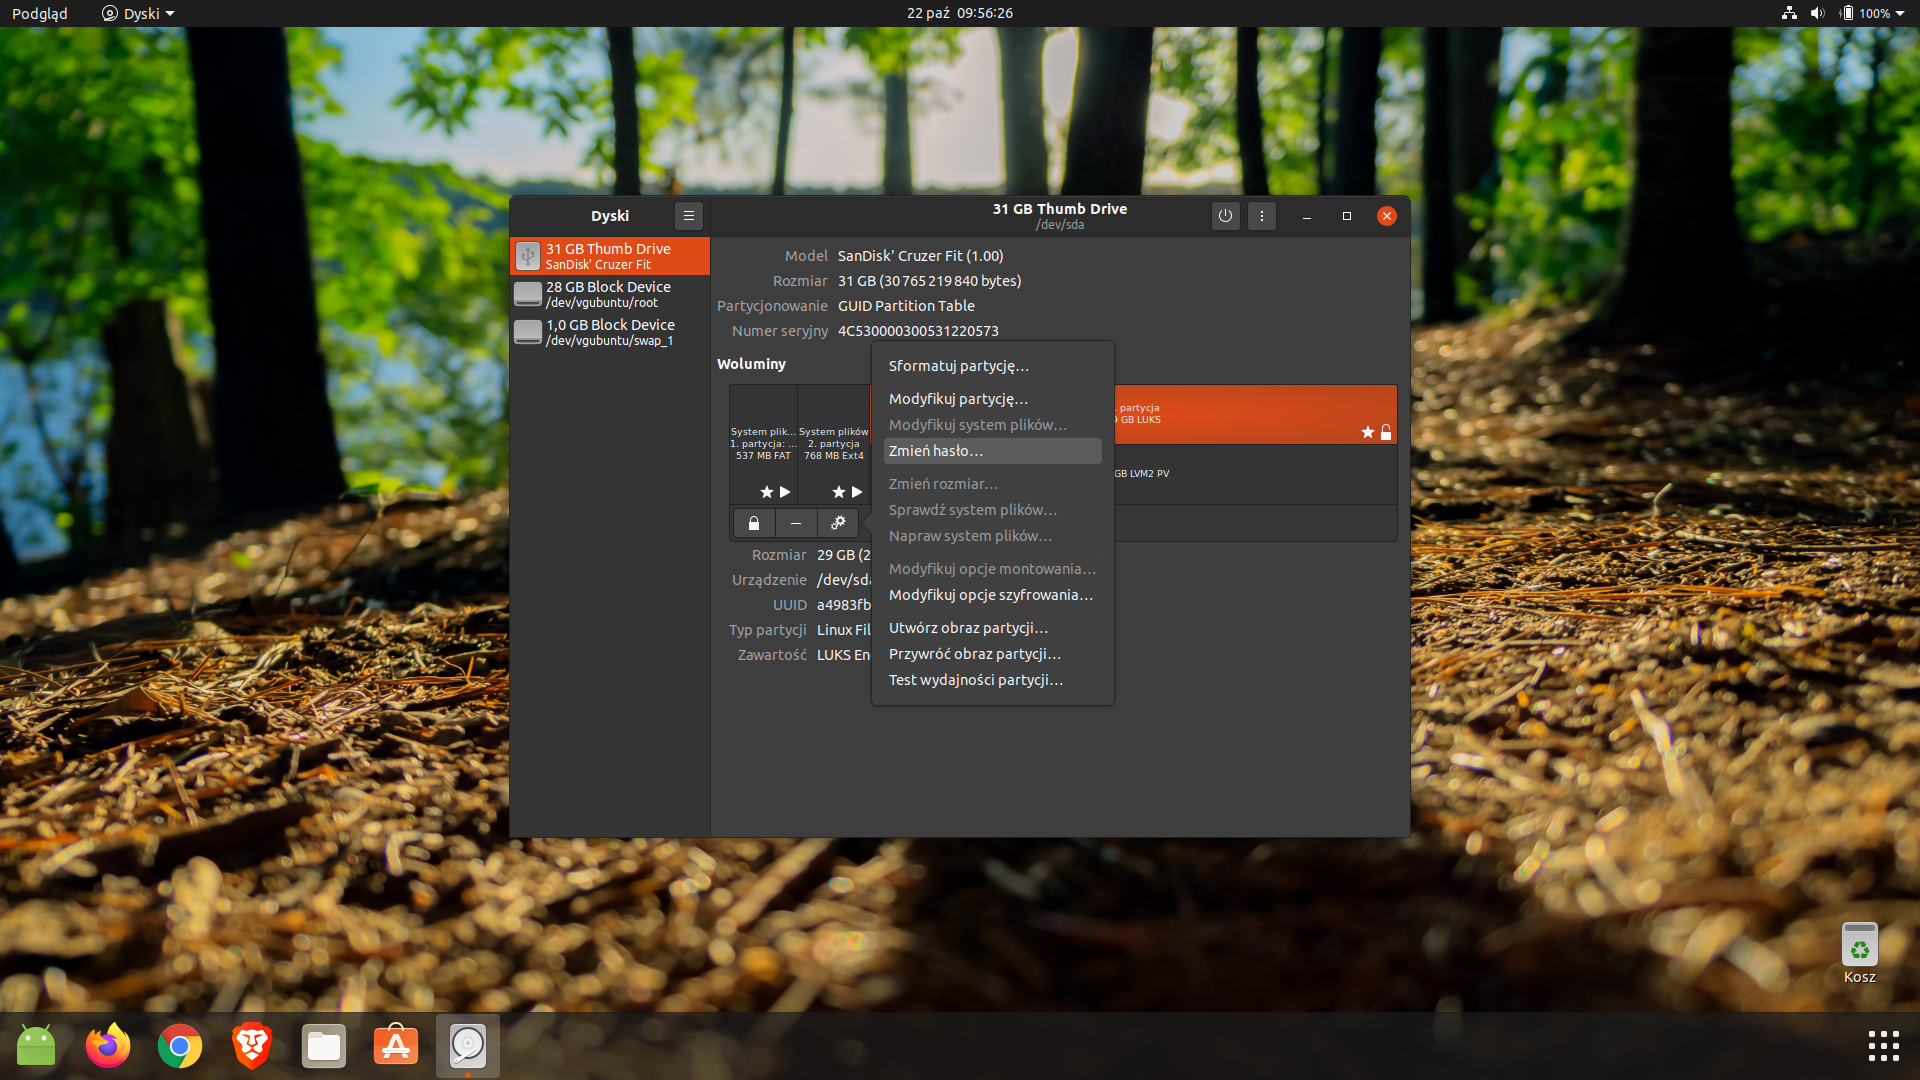 Podgląd
Dyski
22 paź 09:56:26
100%
Dyski
31 GB Thumb Drive
/dev/sda
31 GB Thumb Drive
SanDisk' Cruzer Fit
28 GB Block Device
/dev/vgubuntu/root
1,0 GB Block Device
/dev/vgubuntu/swap_1
Model SanDisk' Cruzer Fit (1.00)
Rozmiar 31 GB (30 765 219 840 bytes)
Partycjonowanie GUID Partition Table
Numer seryjny 4C530000300531220573
Woluminy
System plik...
1. partycja: ...
537 MB FAT
System plików
2. partycja
768 MB Ext4
. partycja
9 GB LUKS
GB LVM2 PV
Rozmiar 29 GB (2
Urządzenie /dev/sda
UUID a4983fb
Typ partycji Linux Fil
Zawartość LUKS En
Sformatuj partycję...
Modyfikuj partycję...
Modyfikuj system plików...
Zmień hasło...
Zmień rozmiar...
Sprawdź system plików...
Napraw system plików...
Modyfikuj opcje montowania...
Modyfikuj opcje szyfrowania...
Utwórz obraz partycji...
Przywróć obraz partycji...
Test wydajności partycji...
Kosz